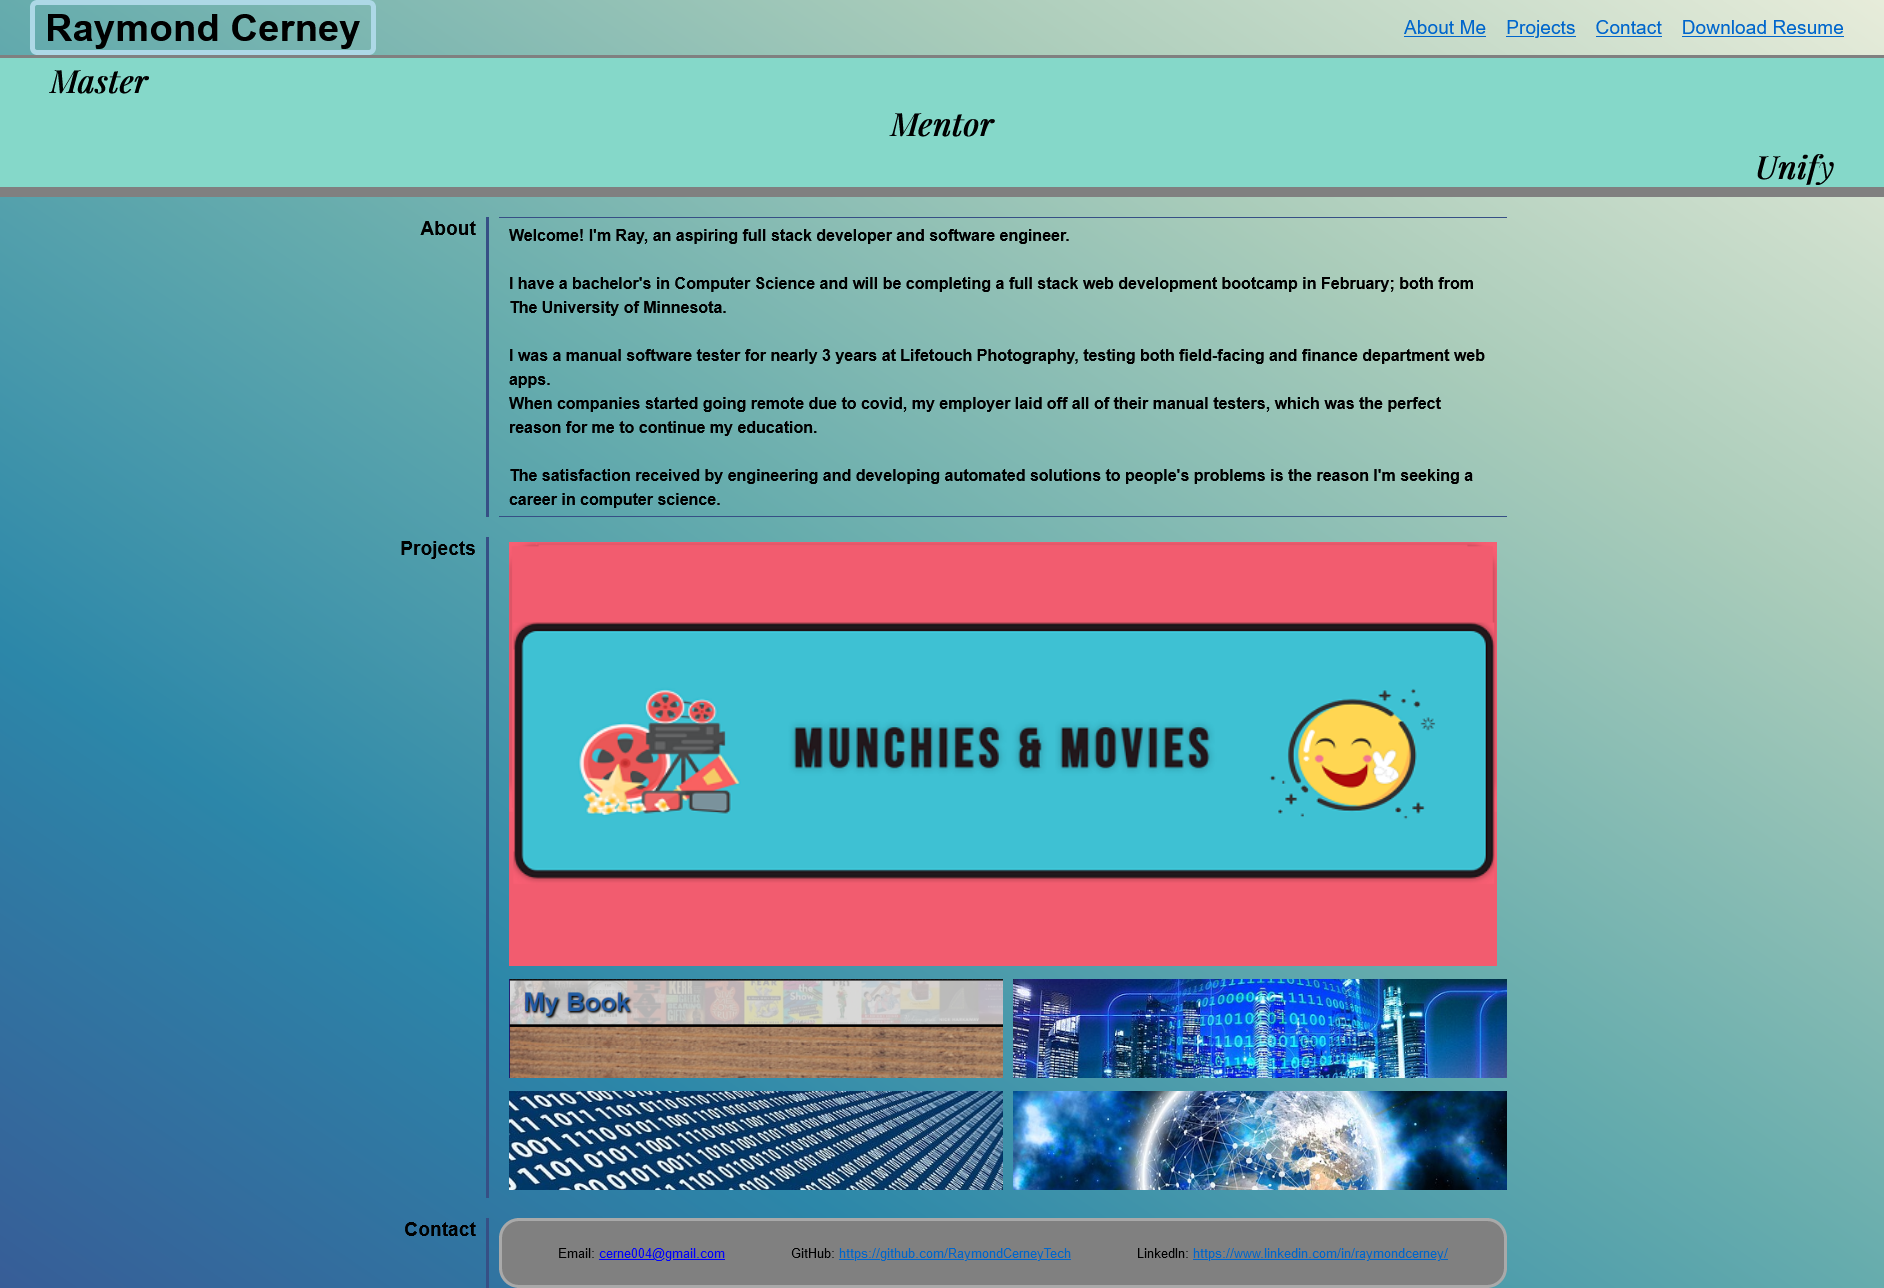 Raymond Cerney
About Me Projects Contact Download Resume
Master
Mentor
Unify
About
Welcome! I'm Ray, an aspiring full stack developer and software engineer.
I have a bachelor's in Computer Science and will be completing a full stack web development bootcamp in February; both from
The University of Minnesota.
I was a manual software tester for nearly 3 years at Lifetouch Photography, testing both field-facing and finance department web
apps.
When companies started going remote due to covid, my employer laid off all of their manual testers, which was the perfect
reason for me to continue my education.
The satisfaction received by engineering and developing automated solutions to people's problems is the reason I'm seeking a
career in computer science.
Projects
MUNCHIES & MOVIES
My Book
Contact
Email: cerne004@gmail.com
GitHub: https://github.com/RaymondCerneyTech
LinkedIn: https://www.linkedin.com/in/raymondcerney/